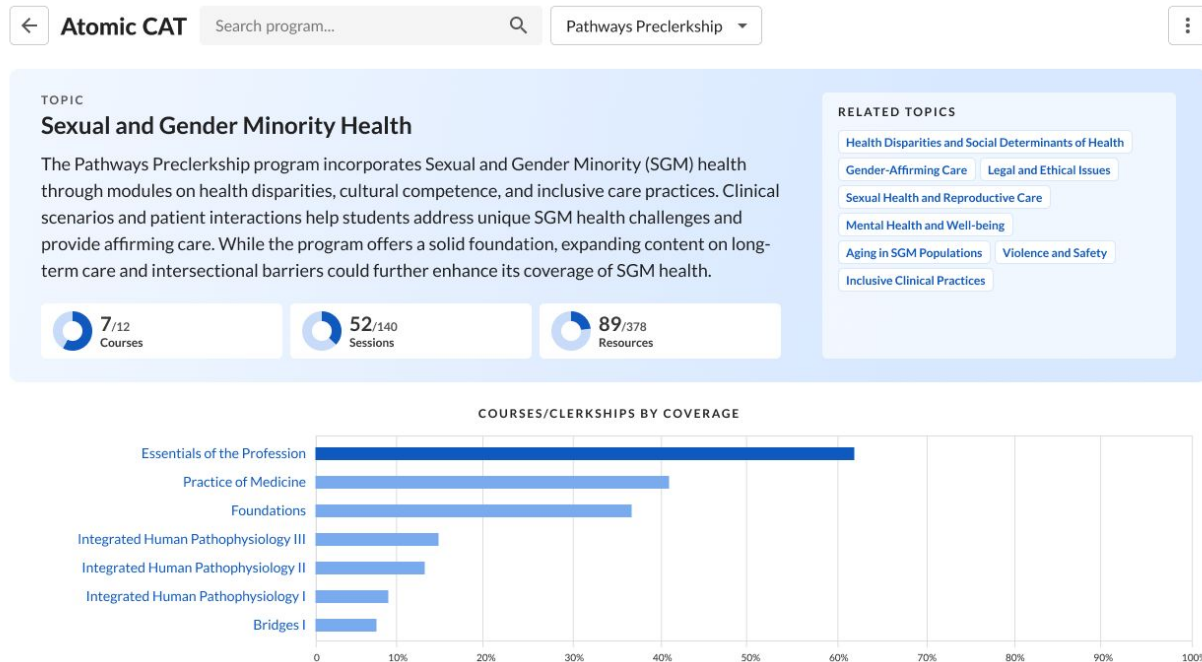 Atomic CAT
Search program...
Pathways Preclerkship
TOPIC
Sexual and Gender Minority Health
The Pathways Preclerkship program incorporates Sexual and Gender Minority (SGM) health
through modules on health disparities, cultural competence, and inclusive care practices. Clinical
scenarios and patient interactions help students address unique SGM health challenges and
provide affirming care. While the program offers a solid foundation, expanding content on long-
term care and intersectional barriers could further enhance its coverage of SGM health.
7/12
Courses
52/140
Sessions
89/378
Resources
RELATED TOPICS
Health Disparities and Social Determinants of Health
Gender-Affirming Care Legal and Ethical Issues
Sexual Health and Reproductive Care
Mental Health and Well-being
Aging in SGM Populations Violence and Safety
Inclusive Clinical Practices
COURSES/CLERKSHIPS BY COVERAGE
Essentials of the Profession
Practice of Medicine
Foundations
Integrated Human Pathophysiology III
Integrated Human Pathophysiology II
Integrated Human Pathophysiology I
Bridges I
0 10% 20% 30% 40% 50% 60% 70% 80% 90% 100%